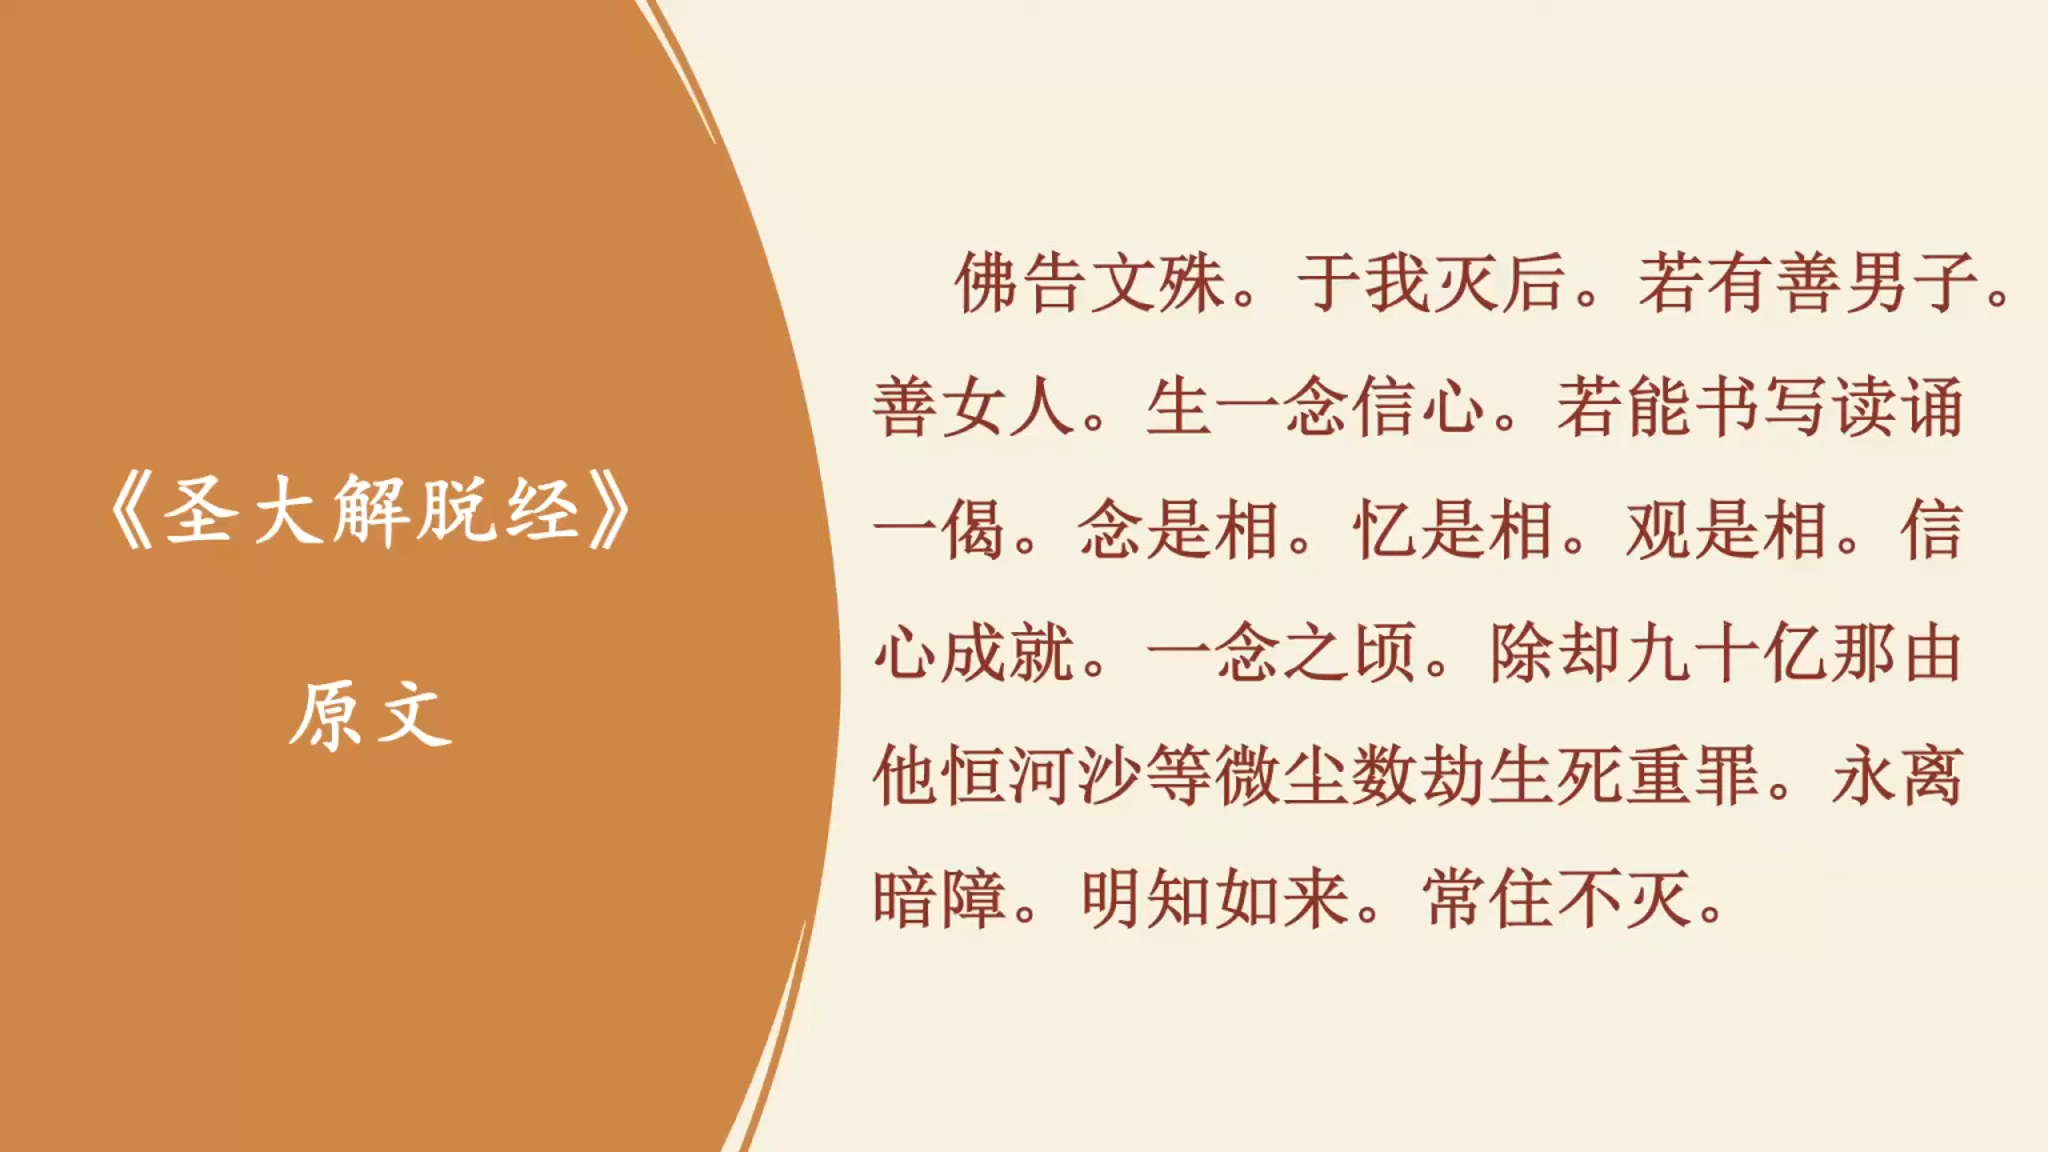 《圣大解脱经》
原文
佛告文殊。于我灭后。若有善男子。
善女人。生一念信心。若能书写读诵
一偈。念是相。忆是相。观是相。信
心成就。一念之顷。除却九十亿那由
他恒河沙等微尘数劫生死重罪。永离
暗障。明知如来。常住不灭。